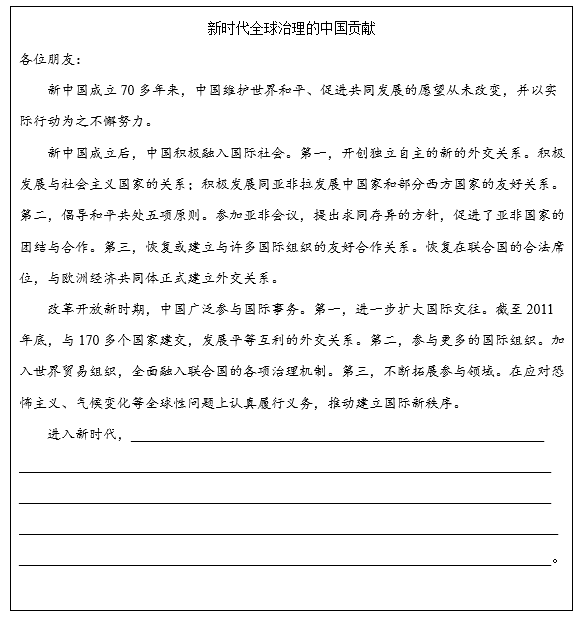 新时代全球治理的中国贡献
各位朋友：
新中国成立 70 多年来，中国维护世界和平、促进共同发展的愿望从未改变，并以实
际行动为之不懈努力。
新中国成立后，中国积极融入国际社会。第一，开创独立自主的新的外交关系。积极
发展与社会主义国家的关系；积极发展同亚非拉发展中国家和部分西方国家的友好关系。
第二，倡导和平共处五项原则。参加亚非会议，提出求同存异的方针，促进了亚非国家的
团结与合作。第三，恢复或建立与许多国际组织的友好合作关系。恢复在联合国的合法席
位，与欧洲经济共同体正式建立外交关系。
改革开放新时期，中国广泛参与国际事务。第一，进一步扩大国际交往。截至 2011
年底，与 170 多个国家建交，发展平等互利的外交关系。第二，参与更多的国际组织。加
入世界贸易组织，全面融入联合国的各项治理机制。第三，不断拓展参与领域。在应对恐
怖主义、气候变化等全球性问题上认真履行义务，推动建立国际新秩序。
进入新时代，
。